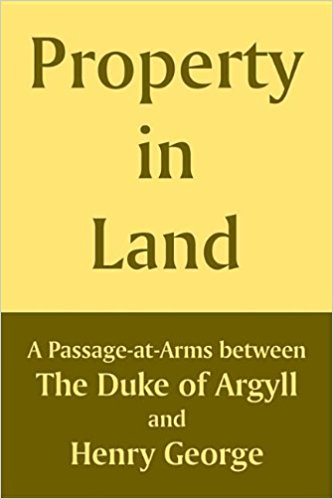 Property
in
Land
A Passage-at-Arms between
The Duke of Argyll
and
Henry George